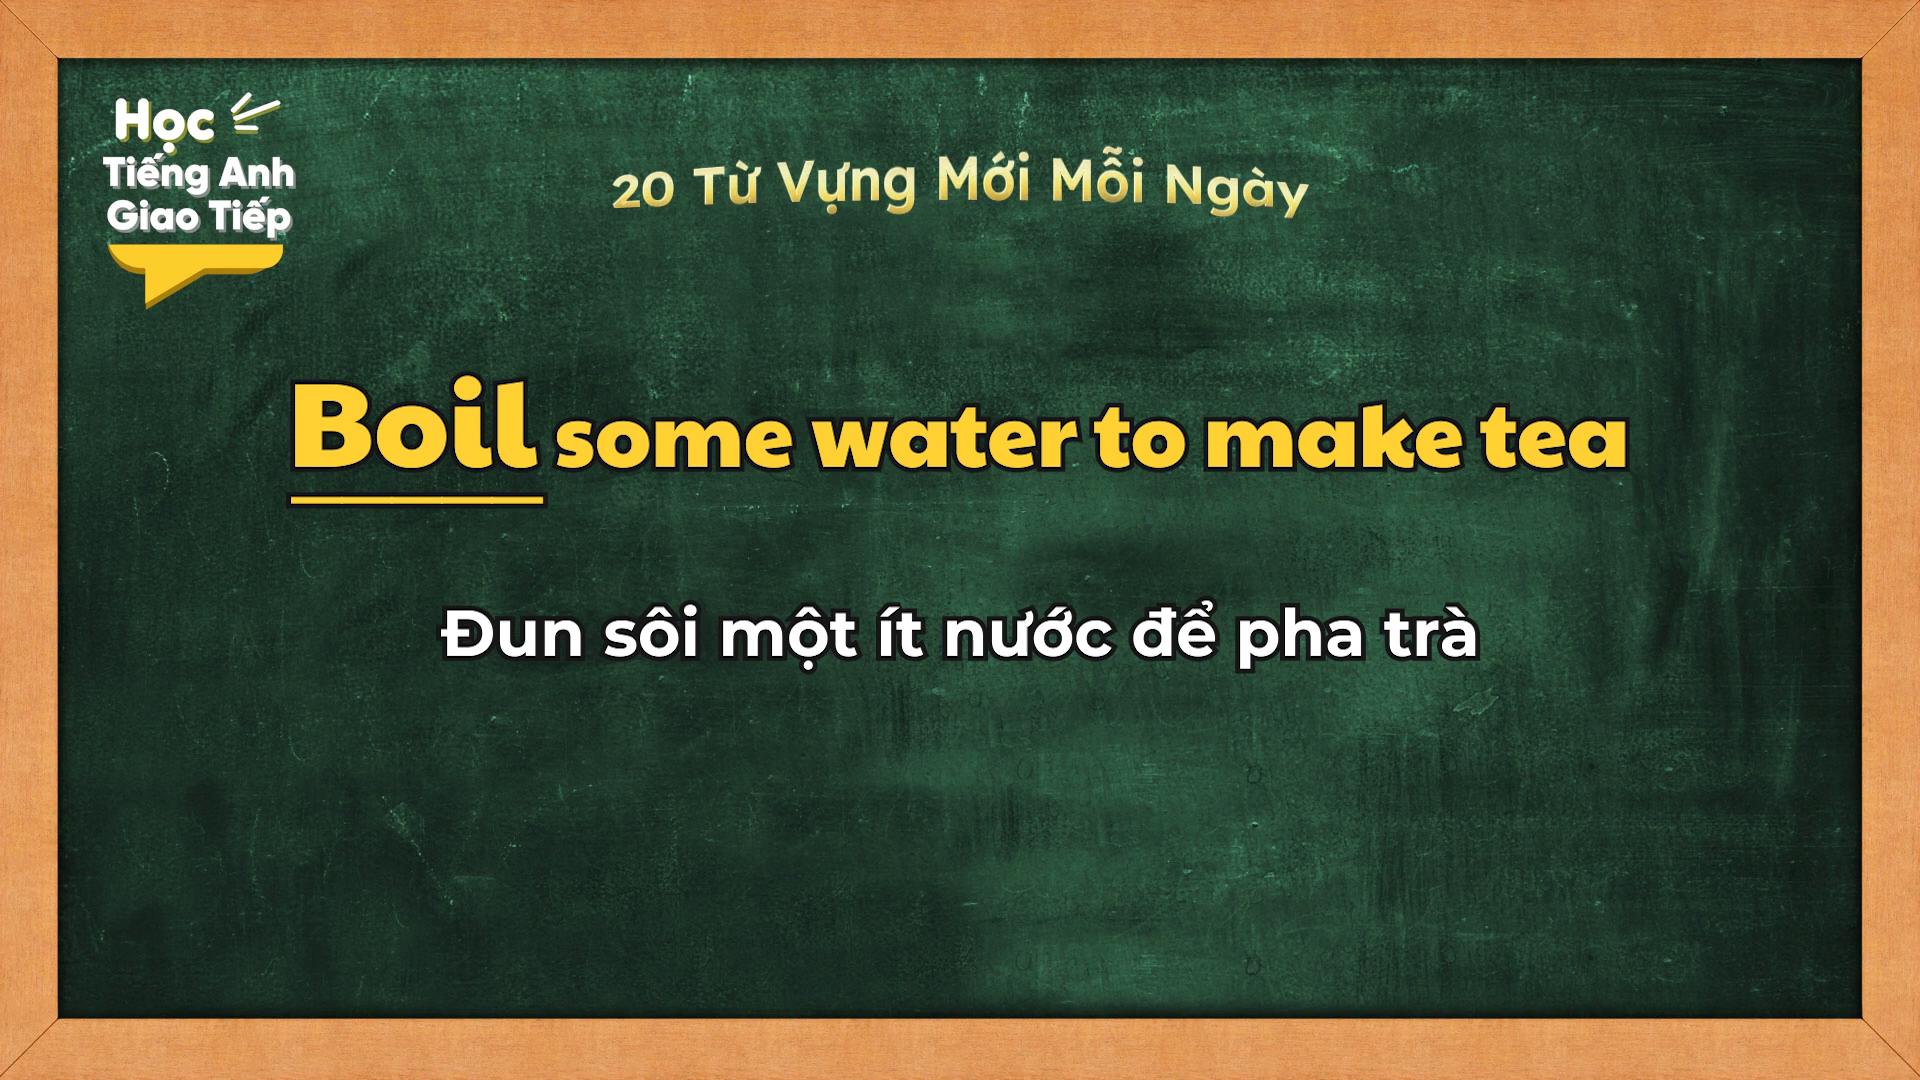 Học
Tiếng Anh
Giao Tiếp
20 Từ Vựng Mới Mỗi Ngày
Boil some water to make tea
Đun sôi một ít nước để pha trà